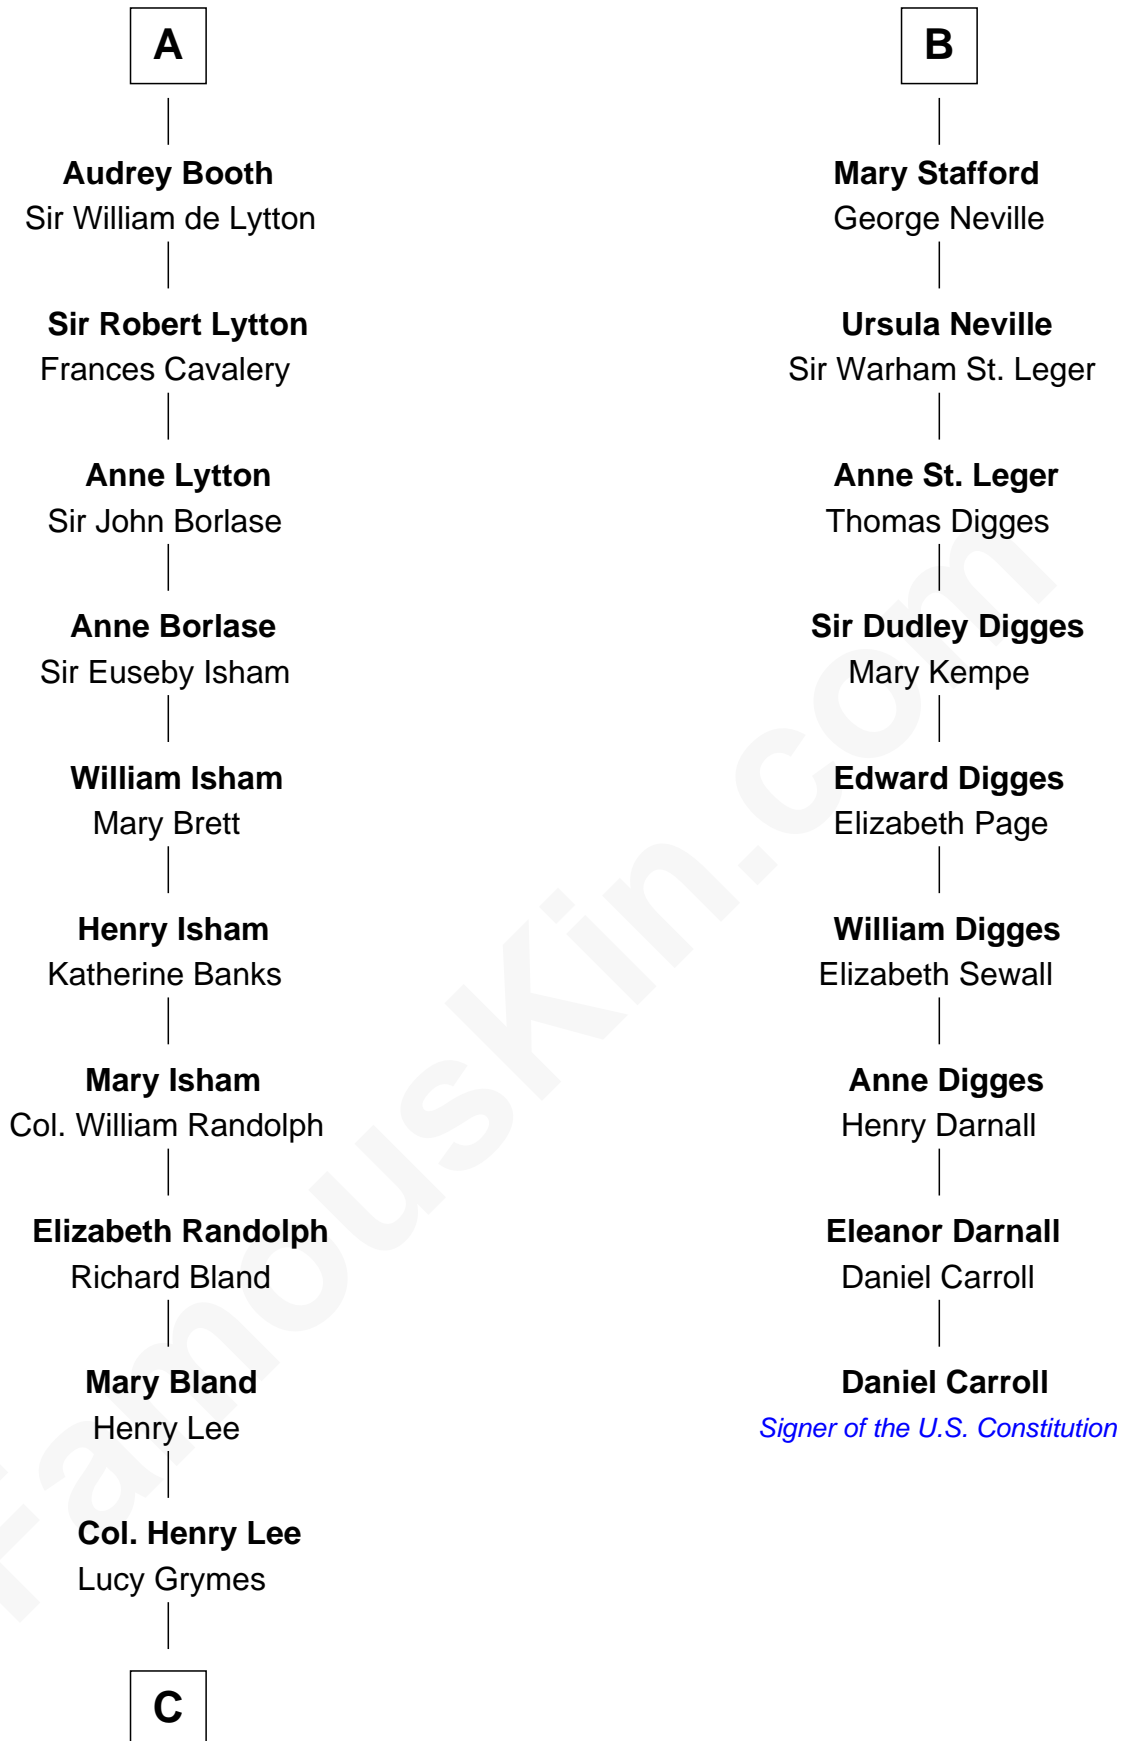 A
Audrey Booth
Sir William de Lytton
Sir Robert Lytton
Frances Cavalery
Anne Lytton
Sir John Borlase
Anne Borlase
Sir Euseby Isham
William Isham
Mary Brett
Henry Isham
Katherine Banks
Mary Isham
Col. William Randolph
Elizabeth Randolph
Richard Bland
Mary Bland
Henry Lee
Col. Henry Lee
Lucy Grymes
C
B
Mary Stafford
George Neville
Ursula Neville
Sir Warham St. Leger
Anne St. Leger
Thomas Digges
Sir Dudley Digges
Mary Kempe
Edward Digges
Elizabeth Page
William Digges
Elizabeth Sewall
Anne Digges
Henry Darnall
Eleanor Darnall
Daniel Carroll
Daniel Carroll
Signer of the U.S. Constitution
FamousKin.com